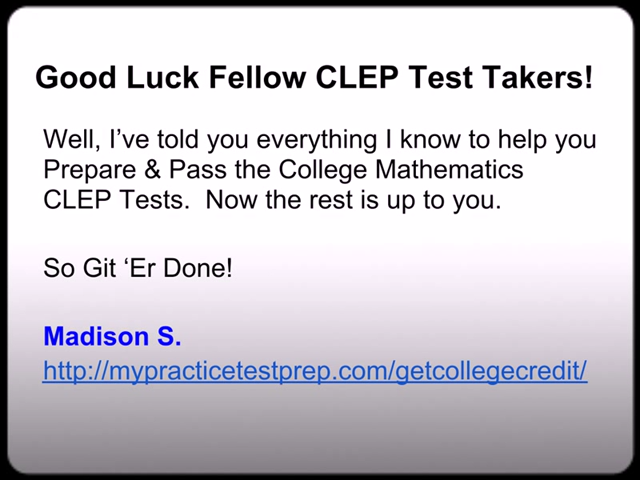 Good Luck Fellow CLEP Test Takers!
Well, I’ve told you everything I know to help you
Prepare & Pass the College Mathematics
CLEP Tests.  Now the rest is up to you.
So Git ‘Er Done!
Madison S.
http://mypracticetestprep.com/getcollegecredit/